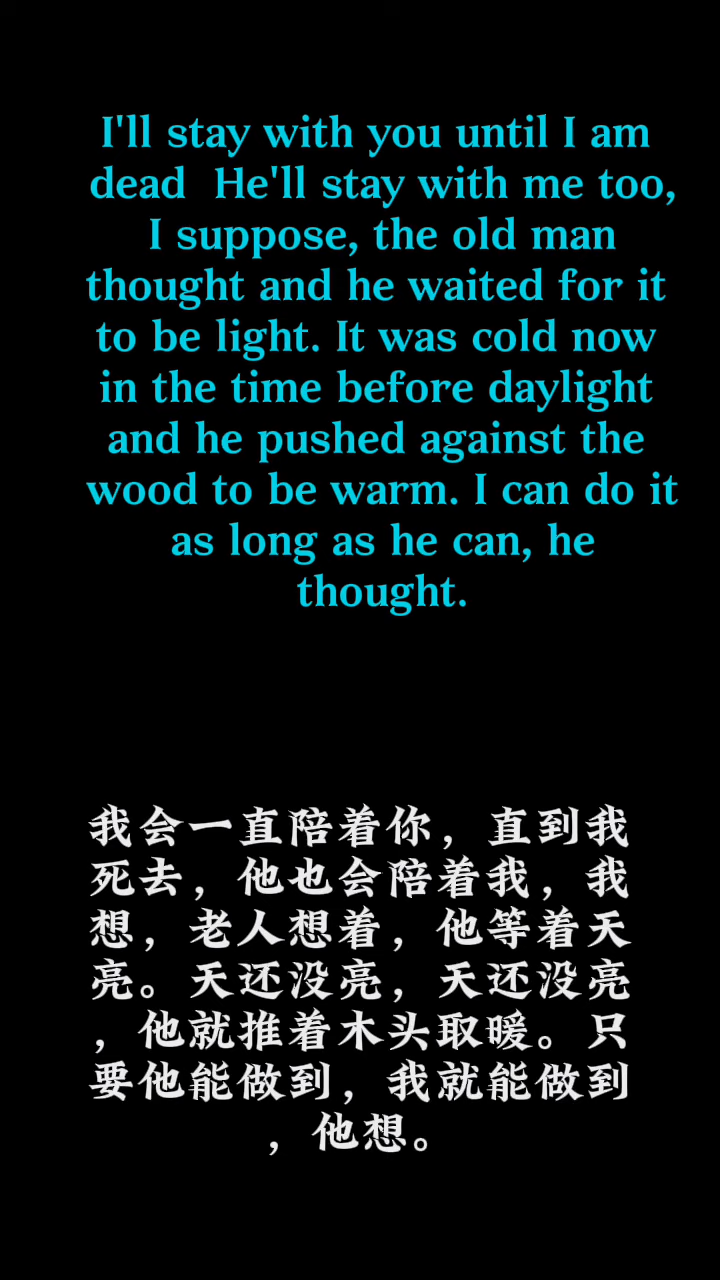 I'll stay with you until I am
dead  He'll stay with me too,
I suppose, the old man
thought and he waited for it
to be light. It was cold now
in the time before daylight
and he pushed against the
wood to be warm. I can do it
as long as he can, he
thought.
我会一直陪着你，直到我
死去，他也会陪着我，我
想，老人想着，他等着天
亮。天还没亮，天还没亮
，他就推着木头取暖。只
要他能做到，我就能做到
，他想。